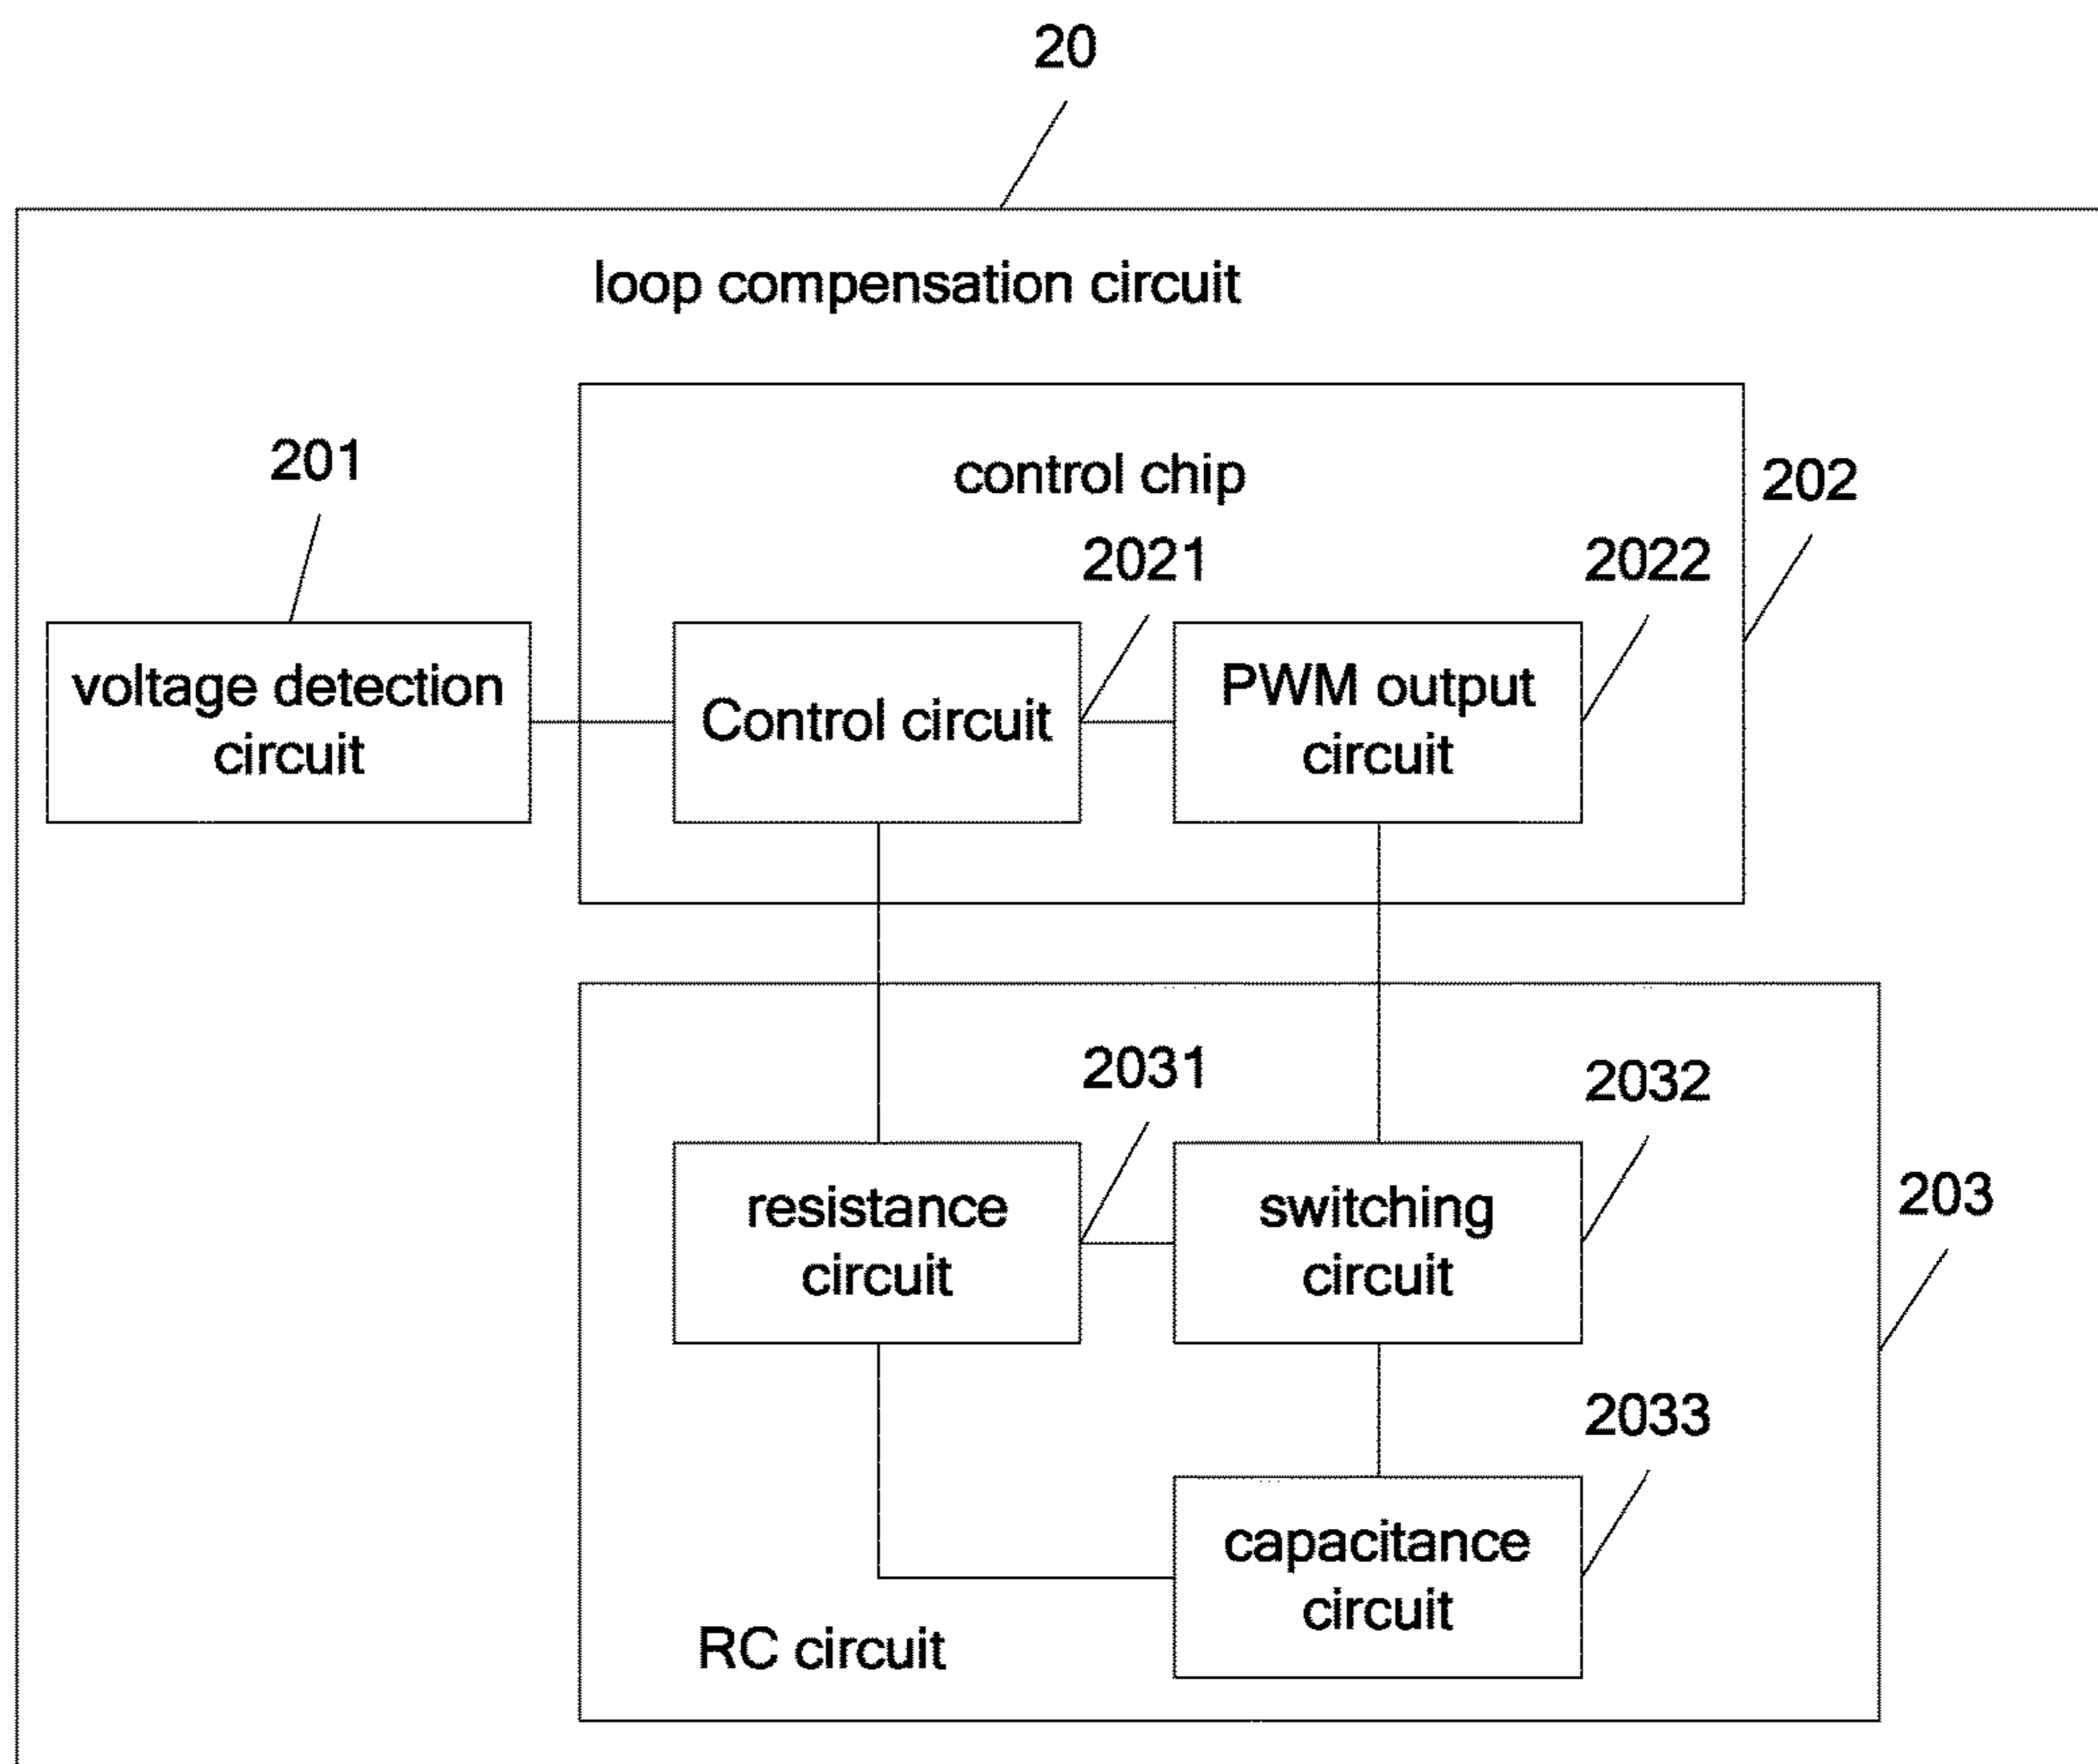 20
loop compensation circuit
201
control chip
202
2021
2022
voltage detection
circuit
Control circuit
PWM output
circuit
2031
2032
203
resistance
circuit
switching
circuit
2033
capacitance
circuit
RC circuit